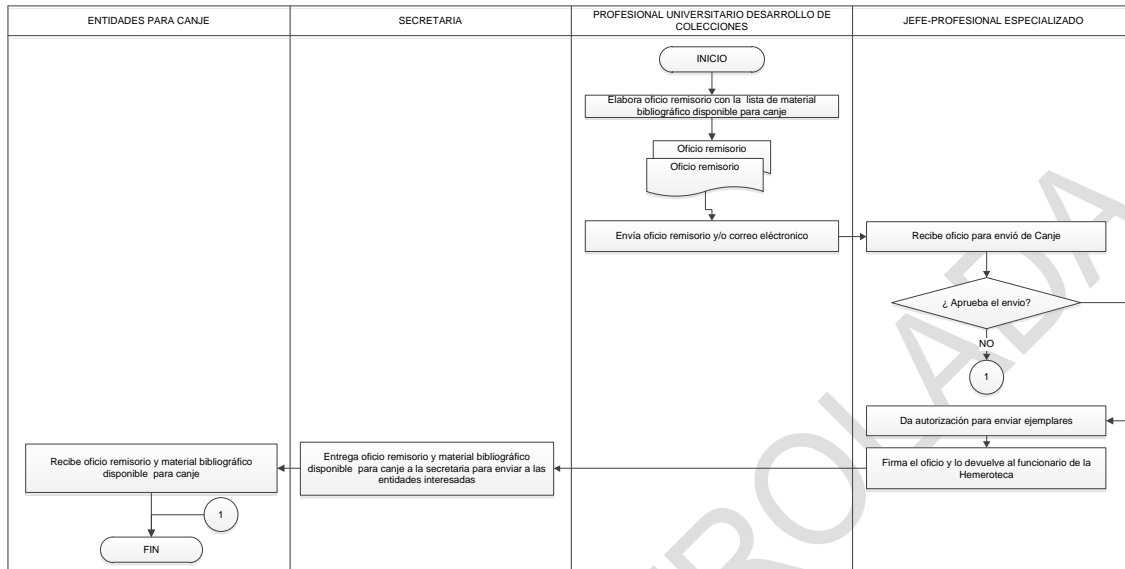 ENTIDADES PARA CANJE
SECRETARIA
PROFESIONAL UNIVERSITARIO DESARROLLO DE
COLECCIONES
JEFE-PROFESIONAL ESPECIALIZADO
INICIO
Elabora oficio remisorio con la lista de material
bibliográfico disponible para canje
Oficio remisorio
Oficio remisorio
Envía oficio remisorio y/o correo eléctronico
Recibe oficio para envió de Canje
¿ Aprueba el envio?
NO
1
Da autorización para enviar ejemplares
Firma el oficio y lo devuelve al funcionario de la
Hemeroteca
Entrega oficio remisorio y material bibliográfico
disponible para canje a la secretaria para enviar a las
entidades interesadas
Recibe oficio remisorio y material bibliográfico
disponible para canje
1
FIN